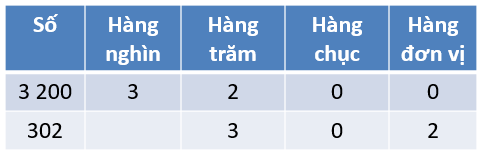 Số Hàng nghìn Hàng trăm Hàng chục Hàng đơn vị
3 200 3 2 0 0
302 3 0 2